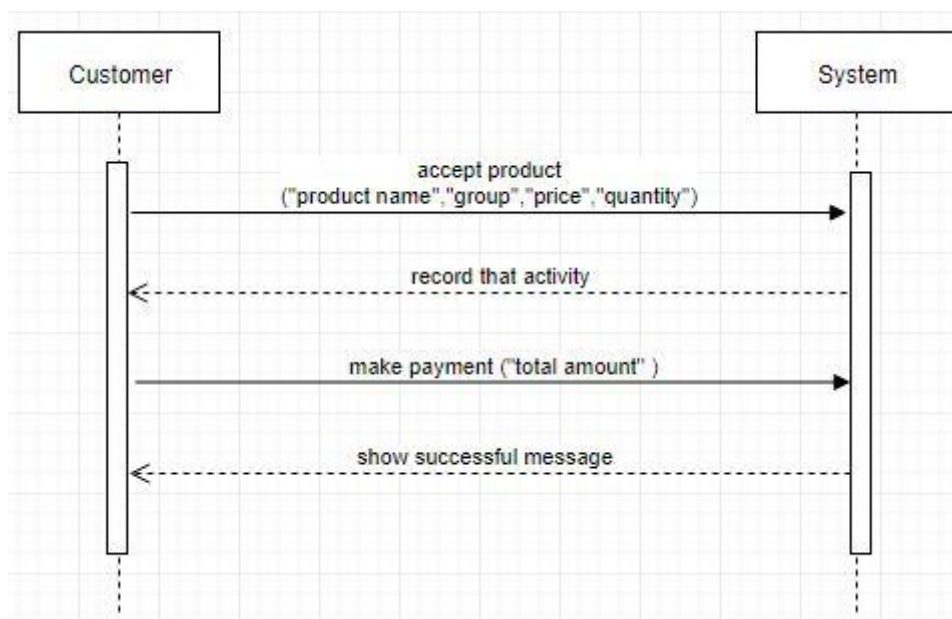 Customer
System
accept product
("product name","group","price","quantity")
record that activity
make payment ("total amount" )
show successful message